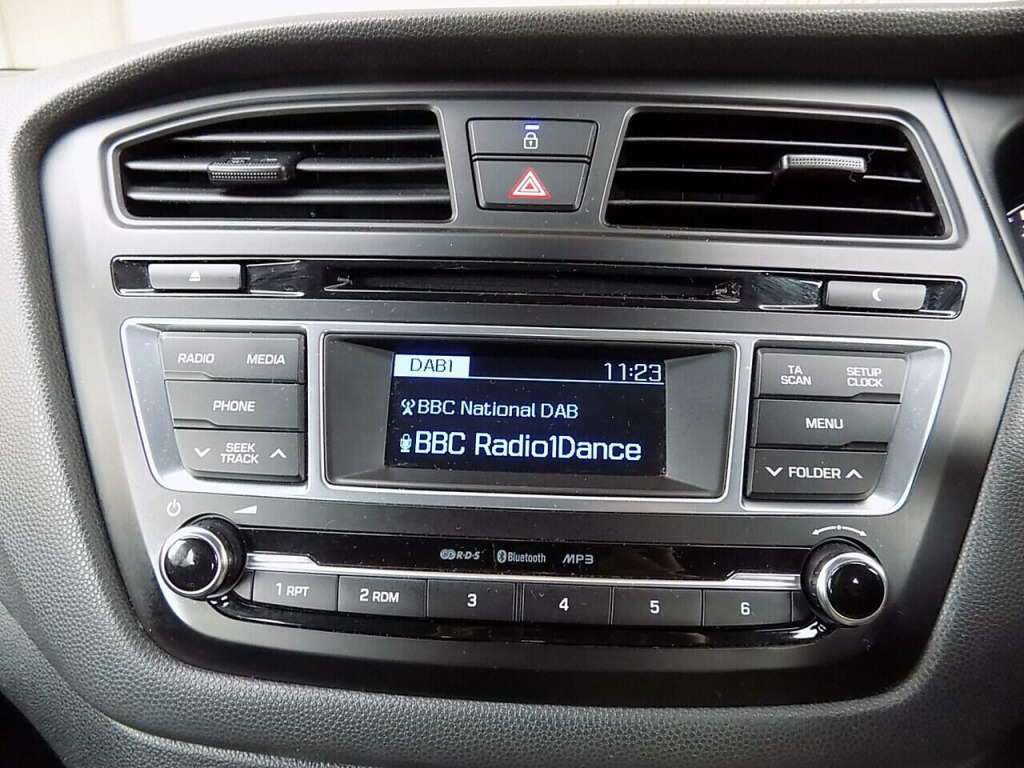 RADIO MEDIA
PHONE
SEEK
TRACK
DAB1 11:23
BBC National DAB
BBC Radio1Dance
TA
SCAN
SETUP
CLOCK
MENU
FOLDER
R·D·S Bluetooth MP3
1 RPT 2 RDM 3 4 5 6